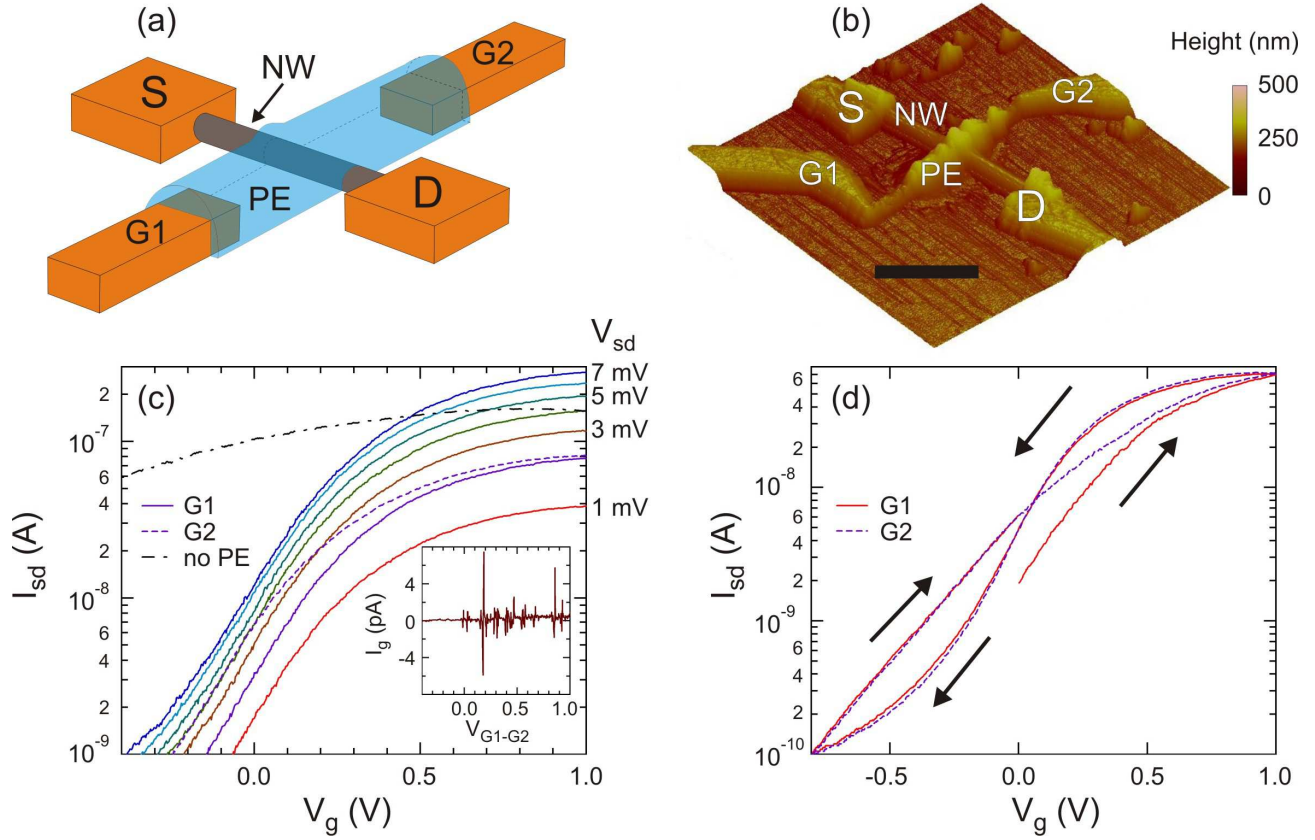 (a)
S
NW
G2
PE
G1
D
(b)
Height (nm)
500
250
0
S
NW
G2
G1
PE
D
(c)
V_sd
7 mV
5 mV
3 mV
1 mV
2
10^-7
6
4
2
10^-8
6
4
2
10^-9
I_sd (A)
G1
G2
no PE
4
0
-4
I_g (pA)
0.0 0.5 1.0
V_G1-G2
0.0 0.5 1.0
V_g (V)
(d)
6
4
2
10^-8
6
4
2
10^-9
6
4
2
10^-10
I_sd (A)
G1
G2
-0.5 0.0 0.5 1.0
V_g (V)